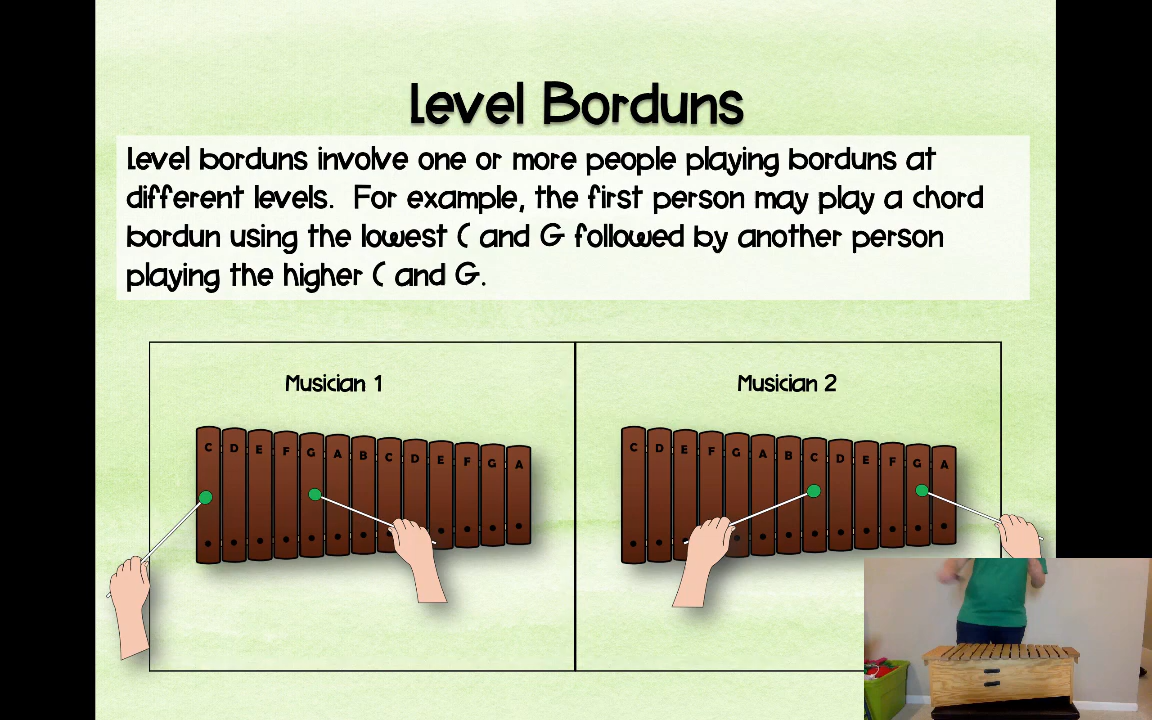 Level Borduns
Level borduns involve one or more people playing borduns at
different levels.  For example, the first person may play a chord
bordun using the lowest C and G followed by another person
playing the higher C and G.
Musician 1
Musician 2
C D E F G A B C D E F G A
C D E F G A B C D E F G A